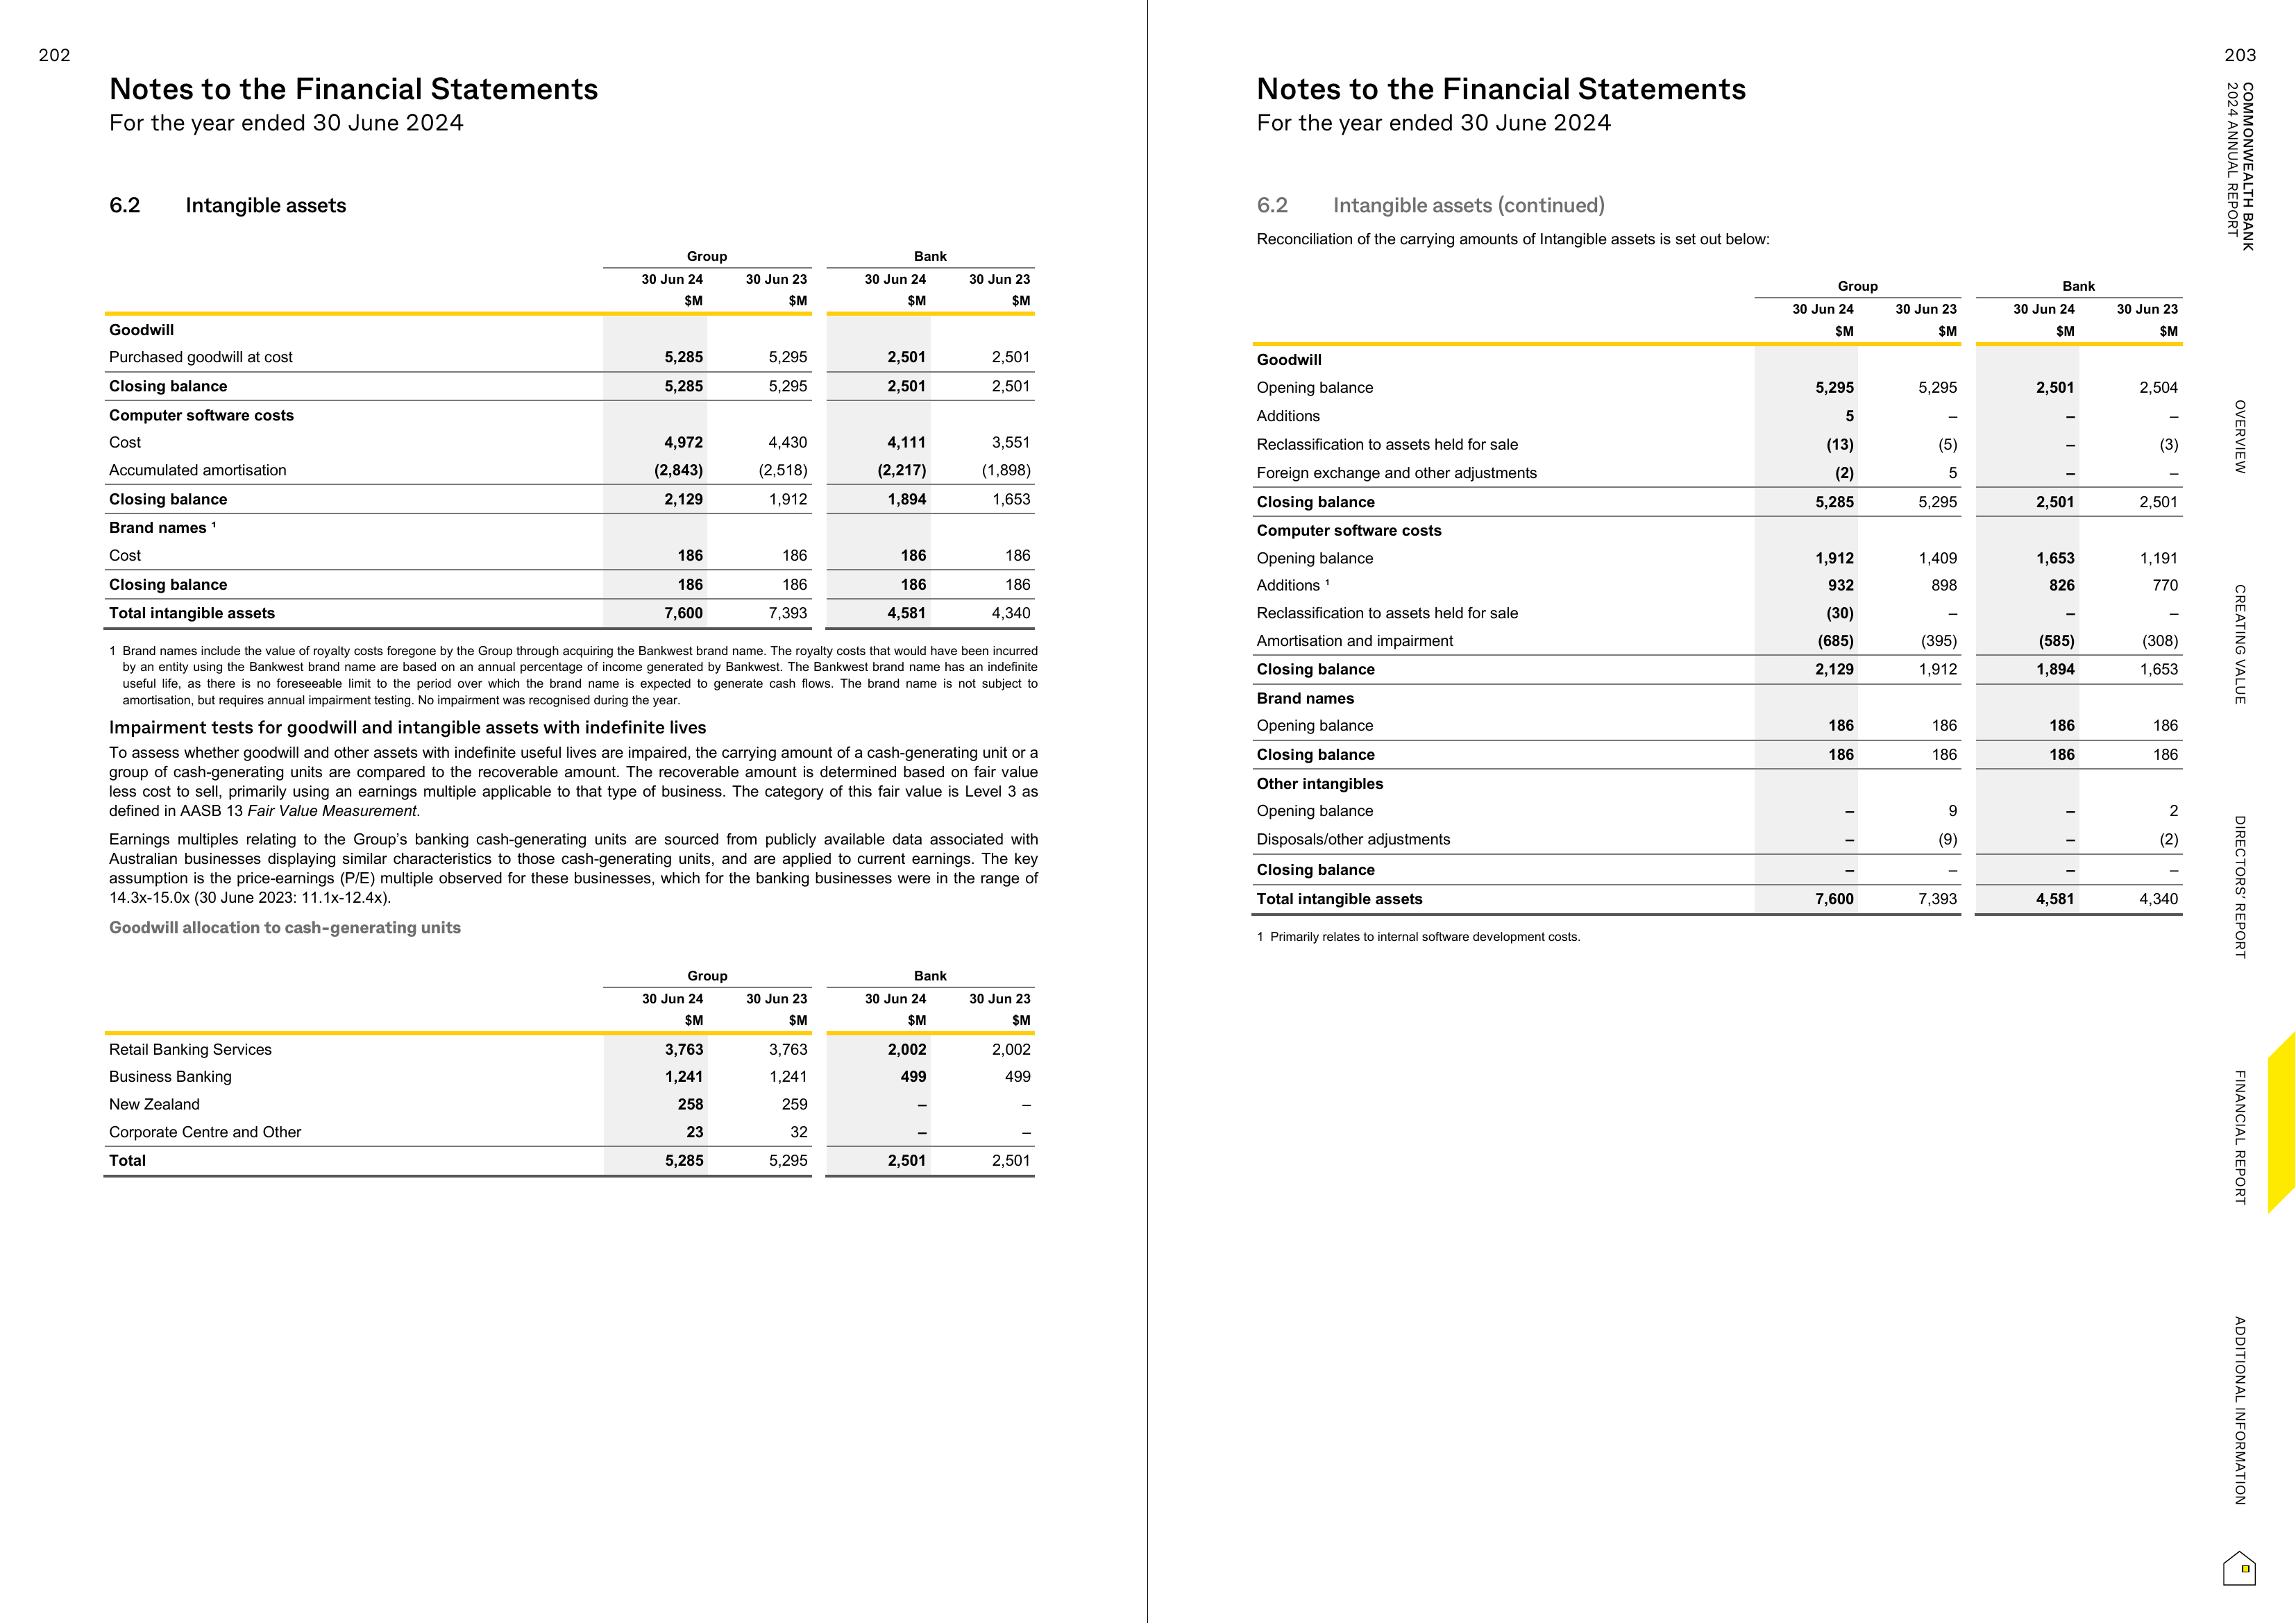 202
Notes to the Financial Statements
For the year ended 30 June 2024
6.2 Intangible assets
Group Bank
30 Jun 24 30 Jun 23 30 Jun 24 30 Jun 23
$M $M $M $M
Goodwill
Purchased goodwill at cost 5,285 5,295 2,501 2,501
Closing balance 5,285 5,295 2,501 2,501
Computer software costs
Cost 4,972 4,430 4,111 3,551
Accumulated amortisation (2,843) (2,518) (2,217) (1,898)
Closing balance 2,129 1,912 1,894 1,653
Brand names ¹
Cost 186 186 186 186
Closing balance 186 186 186 186
Total intangible assets 7,600 7,393 4,581 4,340
1 Brand names include the value of royalty costs foregone by the Group through acquiring the Bankwest brand name. The royalty costs that would have been incurred
by an entity using the Bankwest brand name are based on an annual percentage of income generated by Bankwest. The Bankwest brand name has an indefinite
useful life, as there is no foreseeable limit to the period over which the brand name is expected to generate cash flows. The brand name is not subject to
amortisation, but requires annual impairment testing. No impairment was recognised during the year.
Impairment tests for goodwill and intangible assets with indefinite lives
To assess whether goodwill and other assets with indefinite useful lives are impaired, the carrying amount of a cash-generating unit or a
group of cash-generating units are compared to the recoverable amount. The recoverable amount is determined based on fair value
less cost to sell, primarily using an earnings multiple applicable to that type of business. The category of this fair value is Level 3 as
defined in AASB 13 Fair Value Measurement.
Earnings multiples relating to the Group's banking cash-generating units are sourced from publicly available data associated with
Australian businesses displaying similar characteristics to those cash-generating units, and are applied to current earnings. The key
assumption is the price-earnings (P/E) multiple observed for these businesses, which for the banking businesses were in the range of
14.3x-15.0x (30 June 2023: 11.1x-12.4x).
Goodwill allocation to cash-generating units
Group Bank
30 Jun 24 30 Jun 23 30 Jun 24 30 Jun 23
$M $M $M $M
Retail Banking Services 3,763 3,763 2,002 2,002
Business Banking 1,241 1,241 499 499
New Zealand 258 259 – –
Corporate Centre and Other 23 32 – –
Total 5,285 5,295 2,501 2,501
203
Notes to the Financial Statements
For the year ended 30 June 2024
6.2 Intangible assets (continued)
Reconciliation of the carrying amounts of Intangible assets is set out below:
Group Bank
30 Jun 24 30 Jun 23 30 Jun 24 30 Jun 23
$M $M $M $M
Goodwill
Opening balance 5,295 5,295 2,501 2,504
Additions 5 – – –
Reclassification to assets held for sale (13) (5) – (3)
Foreign exchange and other adjustments (2) 5 – –
Closing balance 5,285 5,295 2,501 2,501
Computer software costs
Opening balance 1,912 1,409 1,653 1,191
Additions ¹ 932 898 826 770
Reclassification to assets held for sale (30) – – –
Amortisation and impairment (685) (395) (585) (308)
Closing balance 2,129 1,912 1,894 1,653
Brand names
Opening balance 186 186 186 186
Closing balance 186 186 186 186
Other intangibles
Opening balance – 9 – 2
Disposals/other adjustments – (9) – (2)
Closing balance – – – –
Total intangible assets 7,600 7,393 4,581 4,340
1 Primarily relates to internal software development costs.
COMMONWEALTH BANK
2024 ANNUAL REPORT
OVERVIEW
CREATING VALUE
DIRECTORS' REPORT
FINANCIAL REPORT
ADDITIONAL INFORMATION